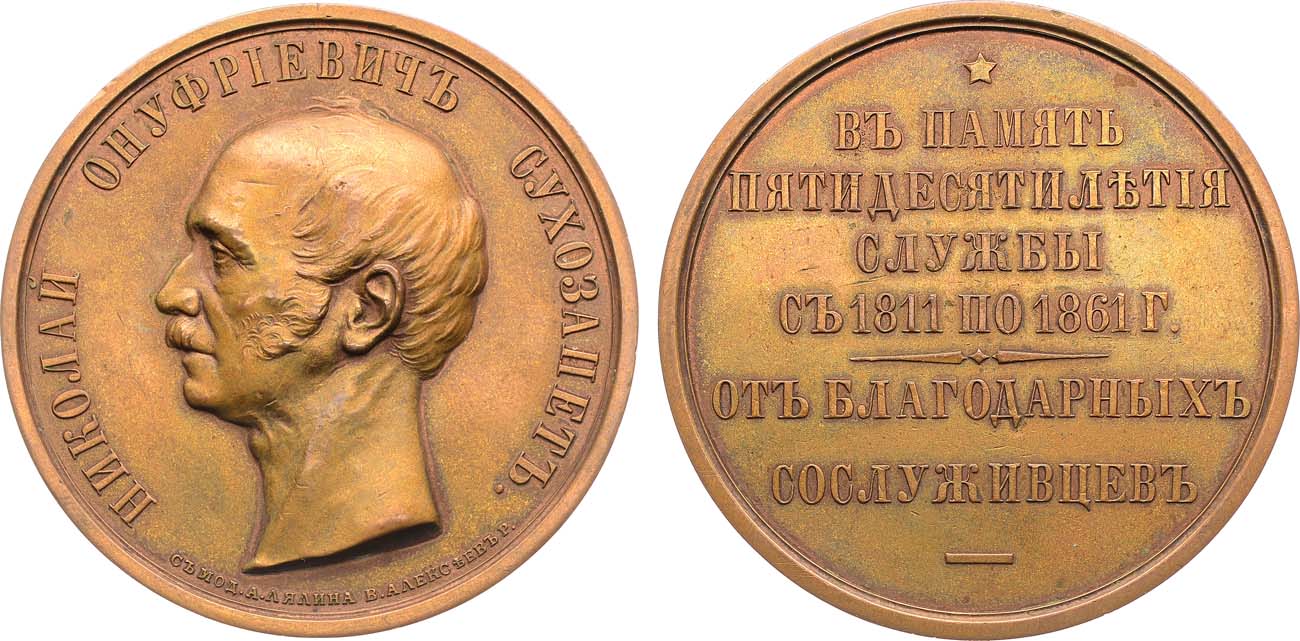 НИКОЛАЙ ОНУФРІЕВИЧЪ СУХОЗАНЕТЪ.
СЪ МОД. А. ЛЯЛИНА В. АЛЕКСѢЕВЪ Р.
ВЪ ПАМЯТЬ
ПЯТИДЕСЯТИЛѢТІЯ
СЛУЖБЫ
СЪ 1811 ПО 1861 Г.
ОТЪ БЛАГОДАРНЫХЪ
СОСЛУЖИВЦЕВЪ